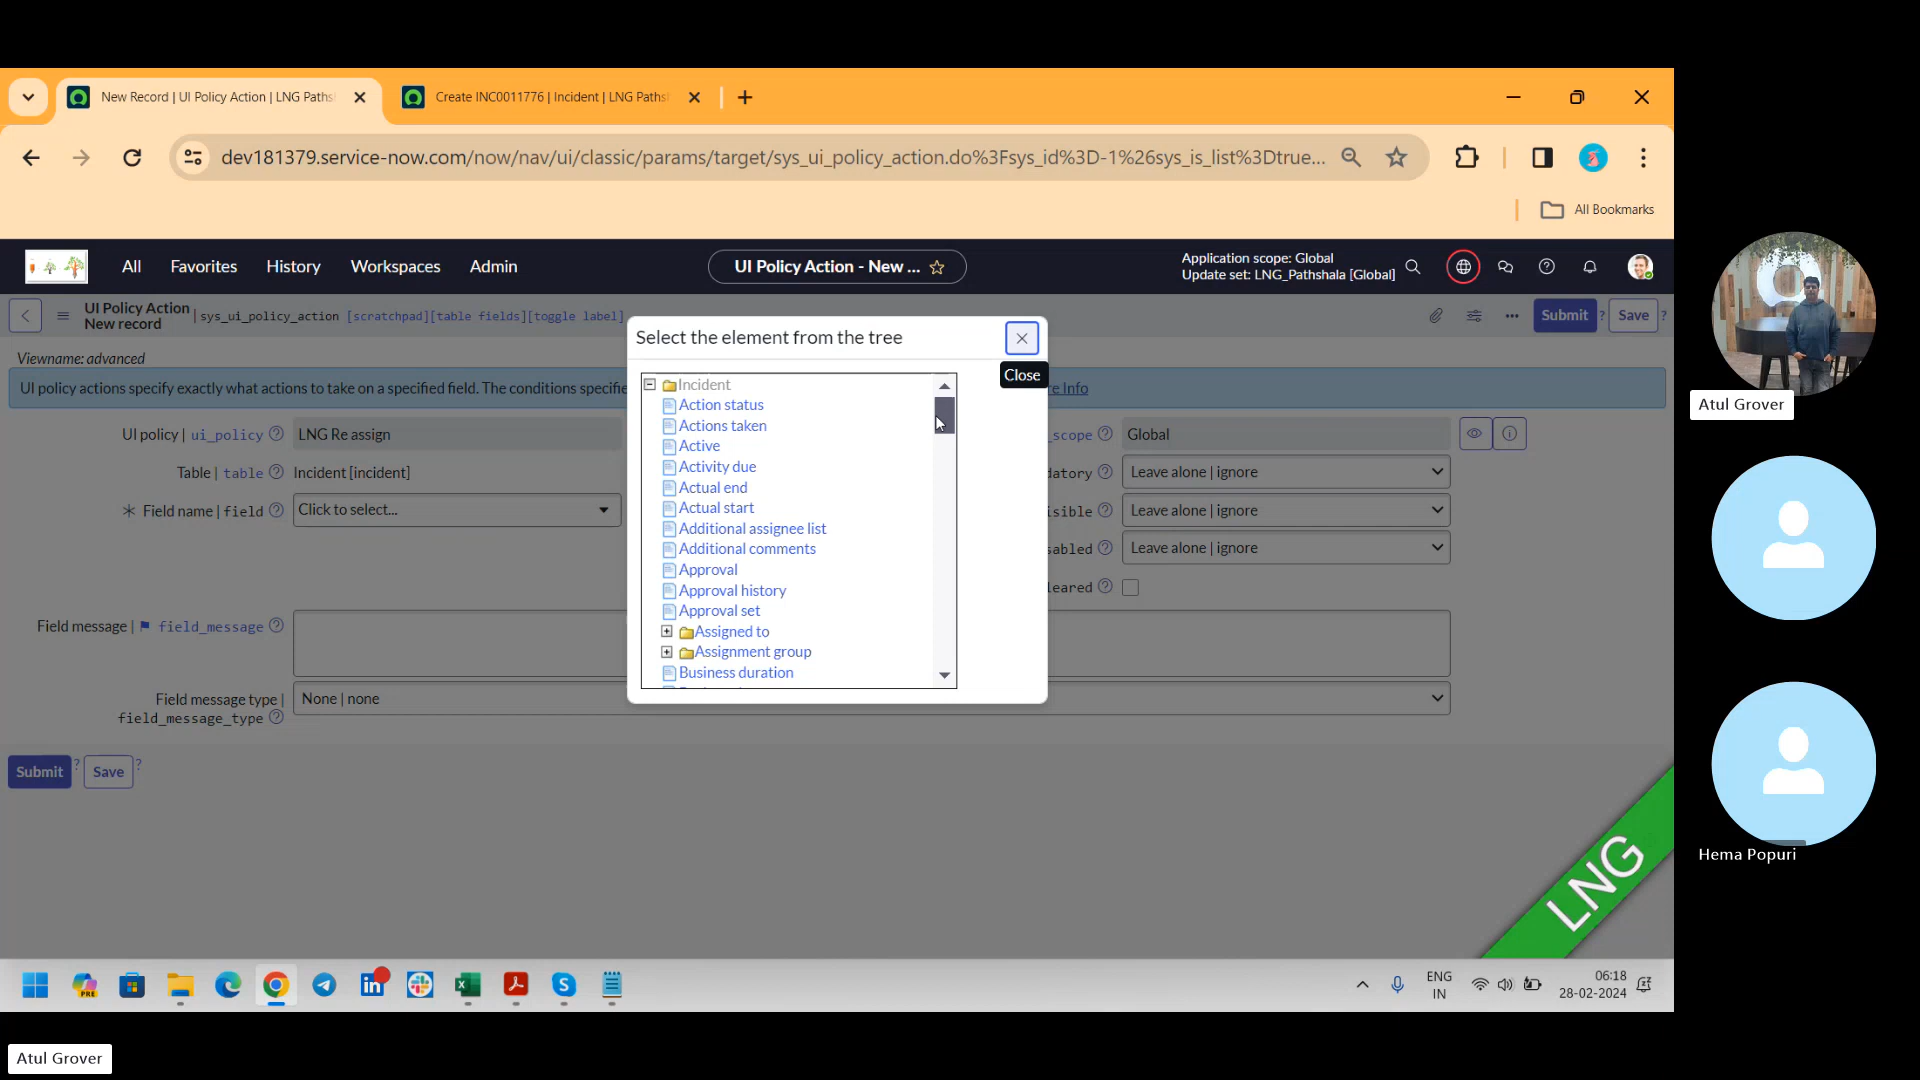 New Record | UI Policy Action | LNG Paths
Create INC0011776 | Incident | LNG Paths
dev181379.service-now.com/now/nav/ui/classic/params/target/sys_ui_policy_action.do%3Fsys_id%3D-1%26sys_is_list%3Dtrue...
All Bookmarks
All Favorites History Workspaces Admin
UI Policy Action - New ...
Application scope: Global
Update set: LNG_Pathshala [Global]
UI Policy Action
New record
sys_ui_policy_action [scratchpad][table fields][toggle label]
Submit ? Save ?
Viewname: advanced
UI policy actions specify exactly what actions to take on a specified field. The conditions specifie
re Info
UI policy | ui_policy LNG Re assign
Table | table Incident [incident]
Field name | field Click to select...
_scope Global
datory Leave alone | ignore
isible Leave alone | ignore
sabled Leave alone | ignore
leared
Field message | field_message
Field message type |
field_message_type
None | none
Submit ? Save ?
Select the element from the tree
Close
Incident
Action status
Actions taken
Active
Activity due
Actual end
Actual start
Additional assignee list
Additional comments
Approval
Approval history
Approval set
Assigned to
Assignment group
Business duration
LNG
PRE
ENG
IN
06:18
28-02-2024
Atul Grover
Hema Popuri
Atul Grover